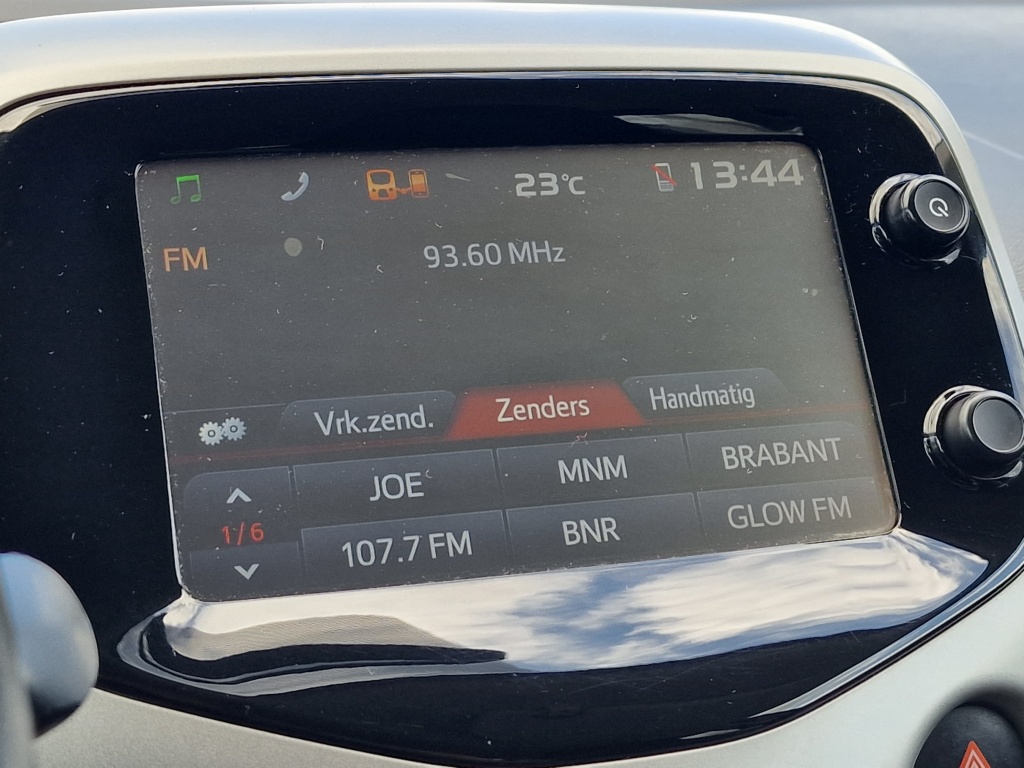 23°C 13:44
FM 93.60 MHz
Vrk.zend. Zenders Handmatig
JOE MNM BRABANT
1/6
107.7 FM BNR GLOW FM